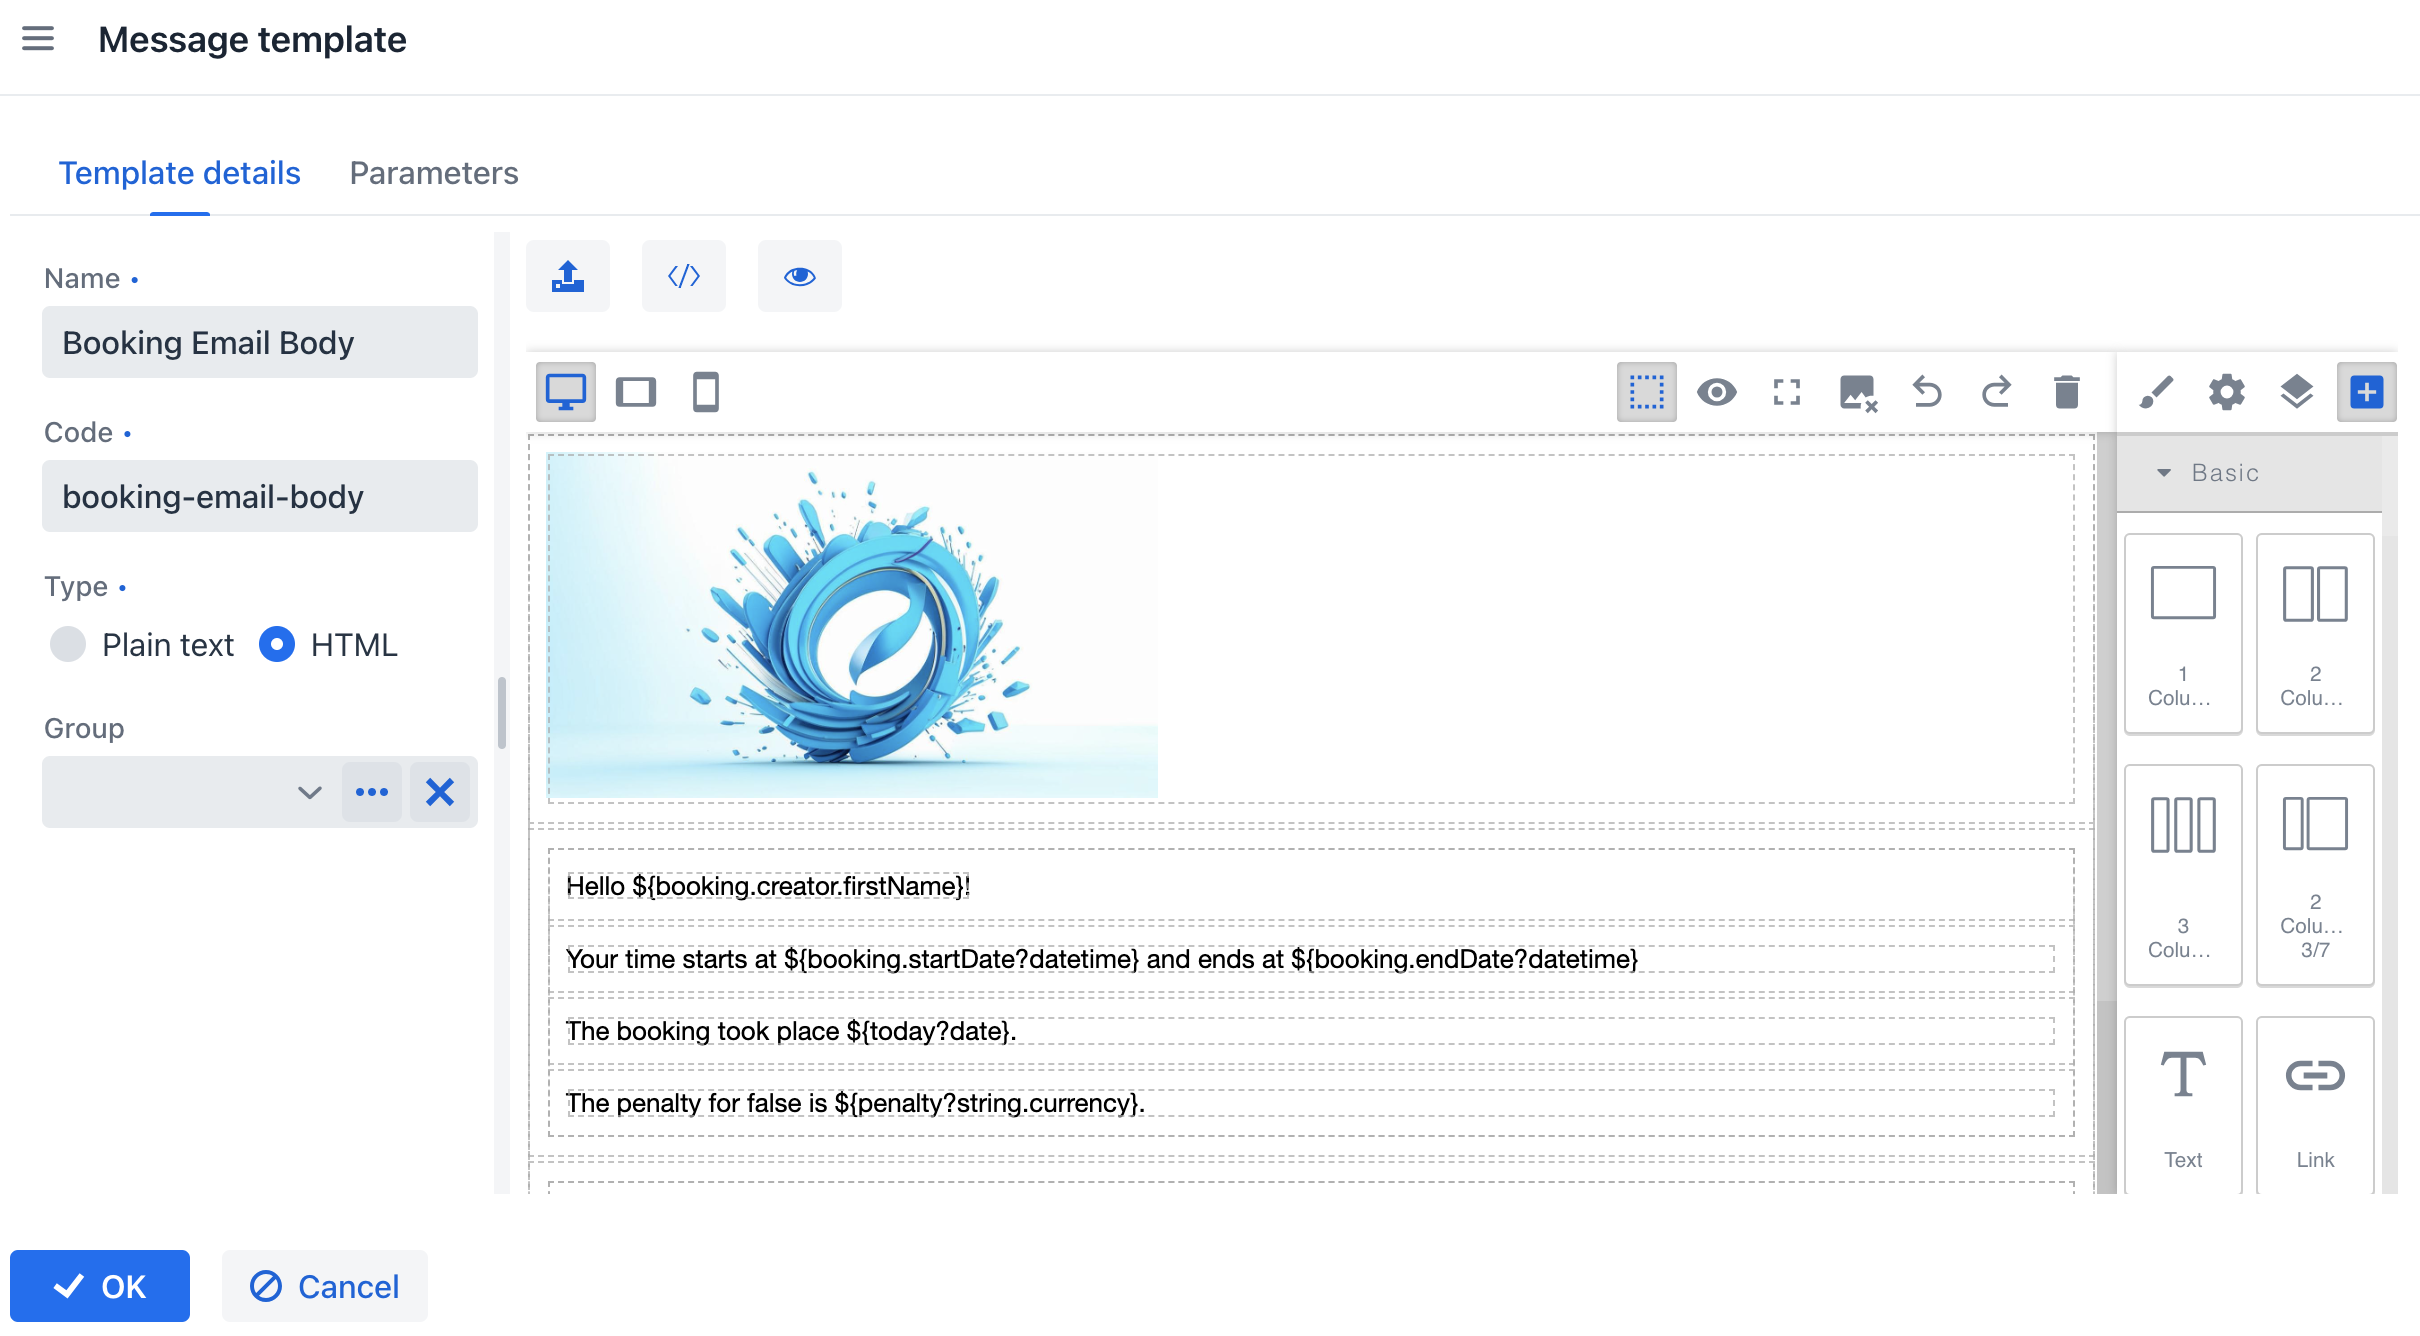 Message template
Template details
Parameters
Name •
Booking Email Body
Code •
booking-email-body
Type •
Plain text
HTML
Group
Hello ${booking.creator.firstName}!
Your time starts at ${booking.startDate?datetime} and ends at ${booking.endDate?datetime}
The booking took place ${today?date}.
The penalty for false is ${penalty?string.currency}.
Basic
1
Colu...
2
Colu...
3
Colu...
2
Colu...
3/7
Text
Link
OK
Cancel